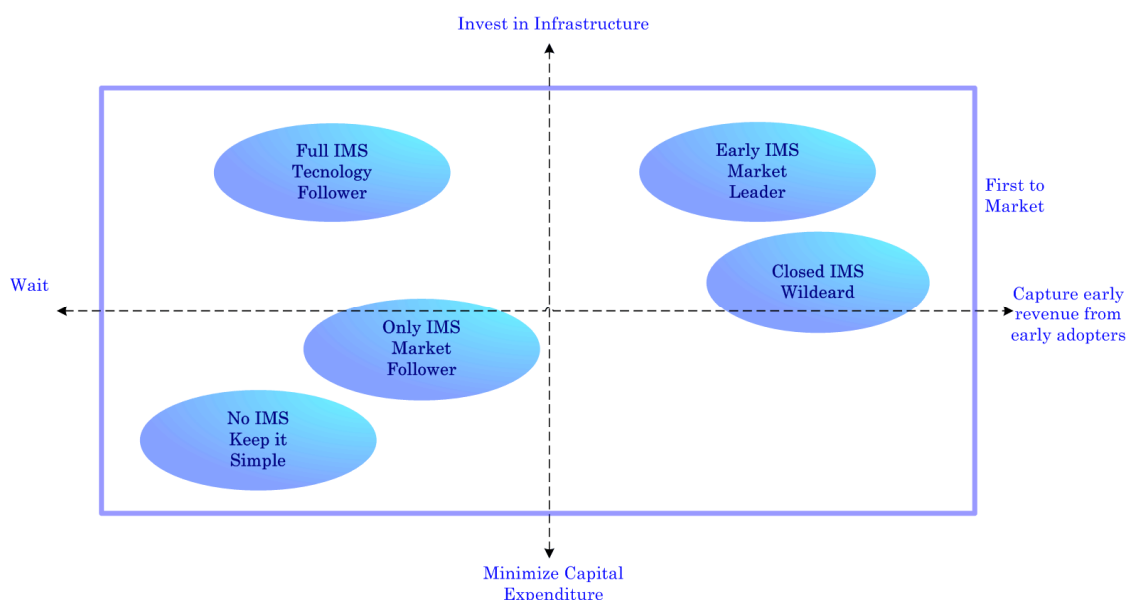 Invest in Infrastructure
Full IMS
Tecnology
Follower
Early IMS
Market
Leader
First to
Market
Closed IMS
Wildeard
Wait
Capture early
revenue from
early adopters
Only IMS
Market
Follower
No IMS
Keep it
Simple
Minimize Capital
Expenditure